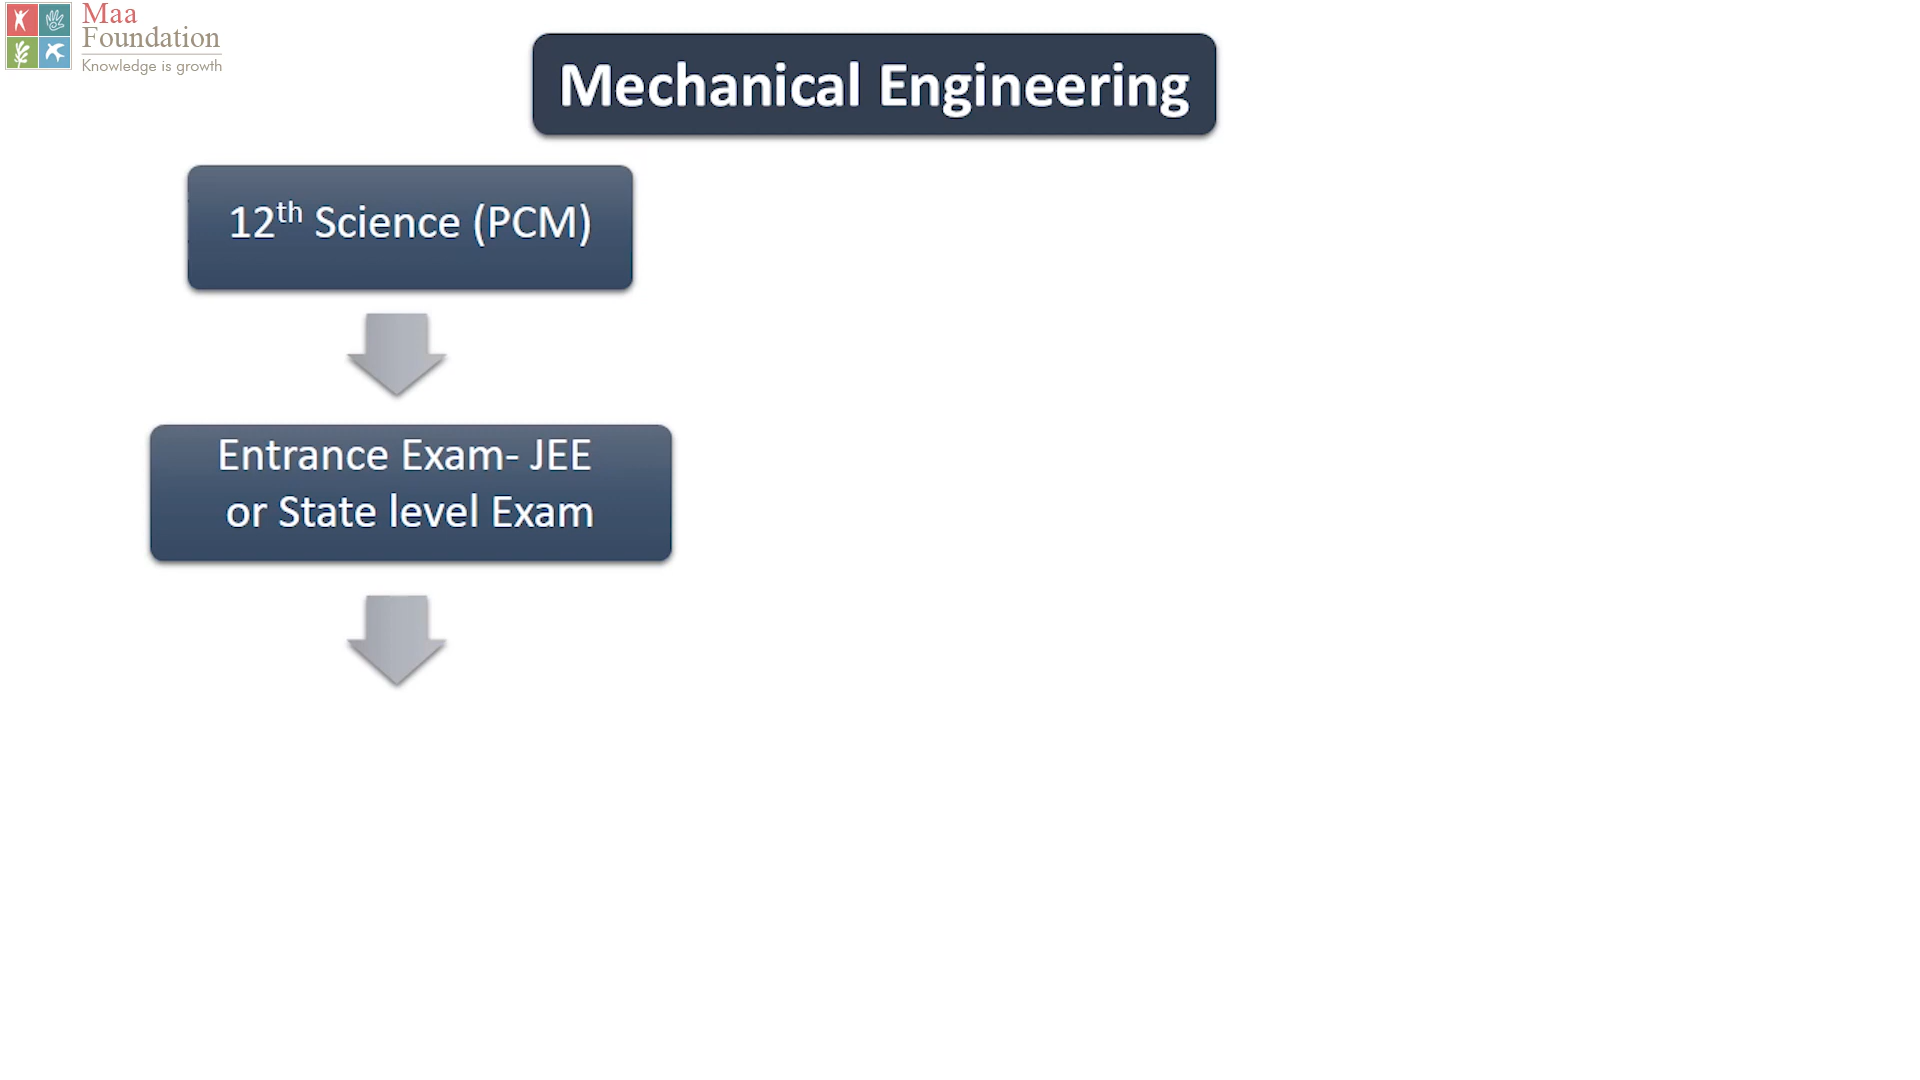 Maa
Foundation
Knowledge is growth
Mechanical Engineering
12th Science (PCM)
Entrance Exam- JEE
or State level Exam